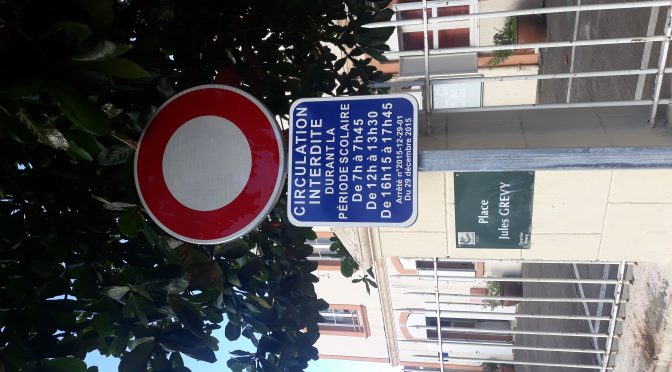 CIRCULATION
INTERDITE
DURANT LA
PÉRIODE SCOLAIRE
De 7h à 7h45
De 12h à 13h30
De 16h15 à 17h45
Arrêté n°2015-12-29-01
Du 29 décembre 2015
Place
Jules GREVY
Quartier